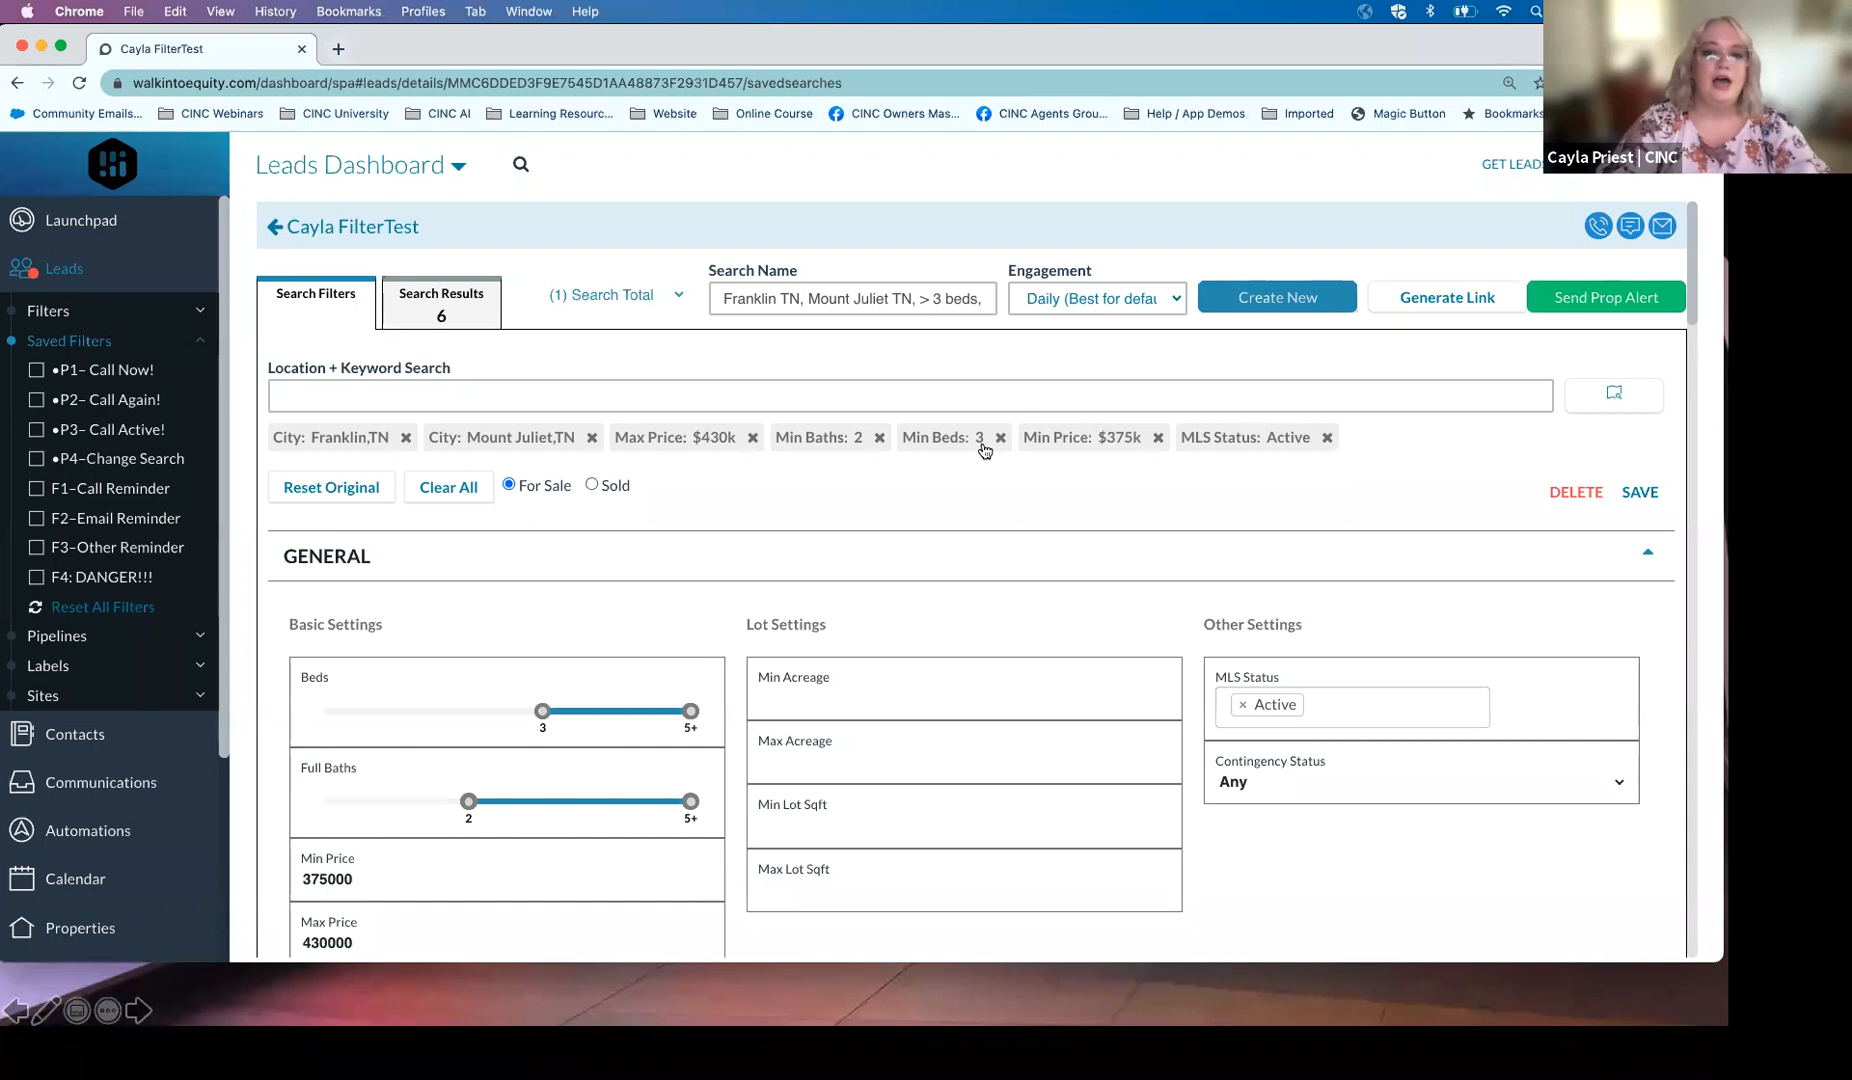 Chrome File Edit View History Bookmarks Profiles Tab Window Help
Cayla FilterTest
walkintoequity.com/dashboard/spa#leads/details/MMC6DDED3F9E7545D1AA48873F2931D457/savedsearches
Community Emails... CINC Webinars CINC University CINC AI Learning Resourc... Website Online Course CINC Owners Mas... CINC Agents Grou... Help / App Demos Imported Magic Button Bookmarks
Cayla Priest | CINC
Leads Dashboard
GET LEADS
Launchpad
Leads
Filters
Saved Filters
•P1– Call Now!
•P2– Call Again!
•P3– Call Active!
•P4–Change Search
F1–Call Reminder
F2–Email Reminder
F3–Other Reminder
F4: DANGER!!!
Reset All Filters
Pipelines
Labels
Sites
Contacts
Communications
Automations
Calendar
Properties
Cayla FilterTest
Search Filters
Search Results
6
(1) Search Total
Search Name
Franklin TN, Mount Juliet TN, > 3 beds,
Engagement
Daily (Best for defau
Create New
Generate Link
Send Prop Alert
Location + Keyword Search
City: Franklin,TN × City: Mount Juliet,TN × Max Price: $430k × Min Baths: 2 × Min Beds: 3 × Min Price: $375k × MLS Status: Active ×
Reset Original Clear All For Sale Sold
DELETE SAVE
GENERAL
Basic Settings
Beds
3 5+
Full Baths
2 5+
Min Price
375000
Max Price
430000
Lot Settings
Min Acreage
Max Acreage
Min Lot Sqft
Max Lot Sqft
Other Settings
MLS Status
× Active
Contingency Status
Any